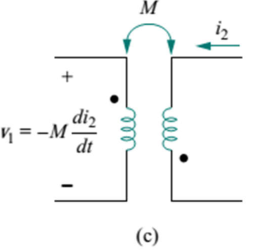 M
i₂
+
v₁ = −M di₂/dt
−
(c)